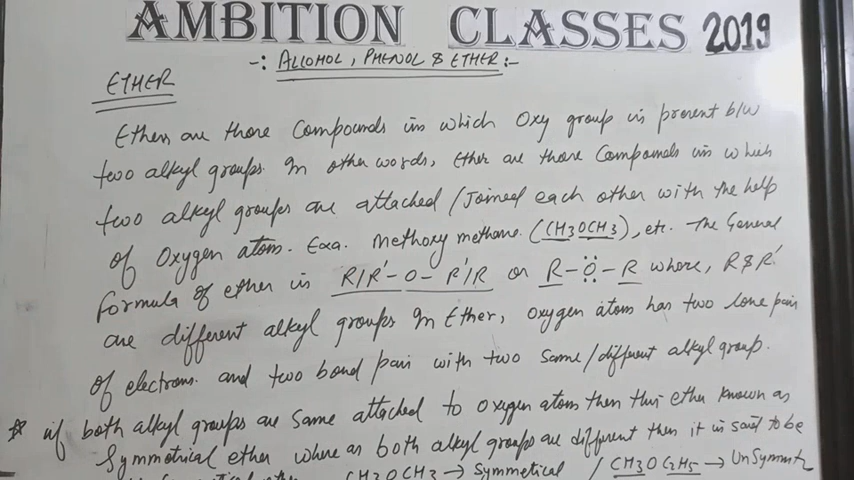 AMBITION CLASSES 2019
-: ALCOHOL, PHENOL & ETHER:-
ETHER
Ethers are those Compounds in which Oxy group is present b/w
two alkyl groups. In other words, Ether are those Compounds in which
two alkyl groups are attached / Joined each other with the help
of Oxygen atom. Exa. Methoxy methane. (CH3OCH3), etc. The General
formula of ether is R/R'-O-R'/R or R-Ö-R where, R & R'
are different alkyl groups In Ether, oxygen atom has two lone pair
of electrons. and two bond pair with two same/different alkyl group.
* if both alkyl groups are same attached to oxygen atom then this ether known as
Symmetrical ether where as both alkyl groups are different then it is said to be
CH3OCH3 → Symmetical / CH3OC2H5 → UnSymmetr